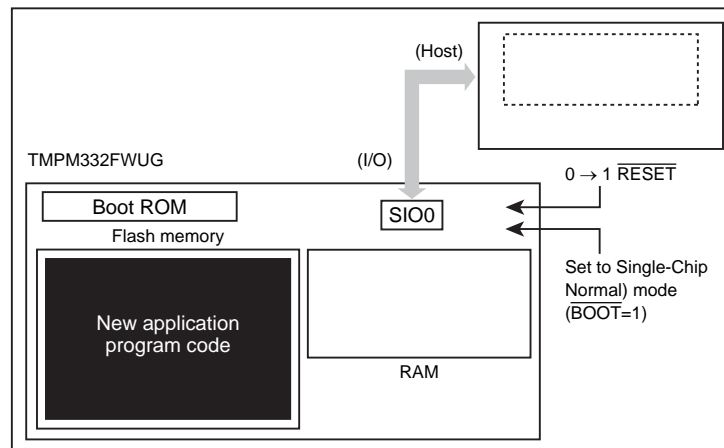 (Host)
TMPM332FWUG
(I/O)
0 → 1 RESET
Boot ROM
SIO0
Flash memory
Set to Single-Chip
Normal) mode
(BOOT=1)
New application
program code
RAM